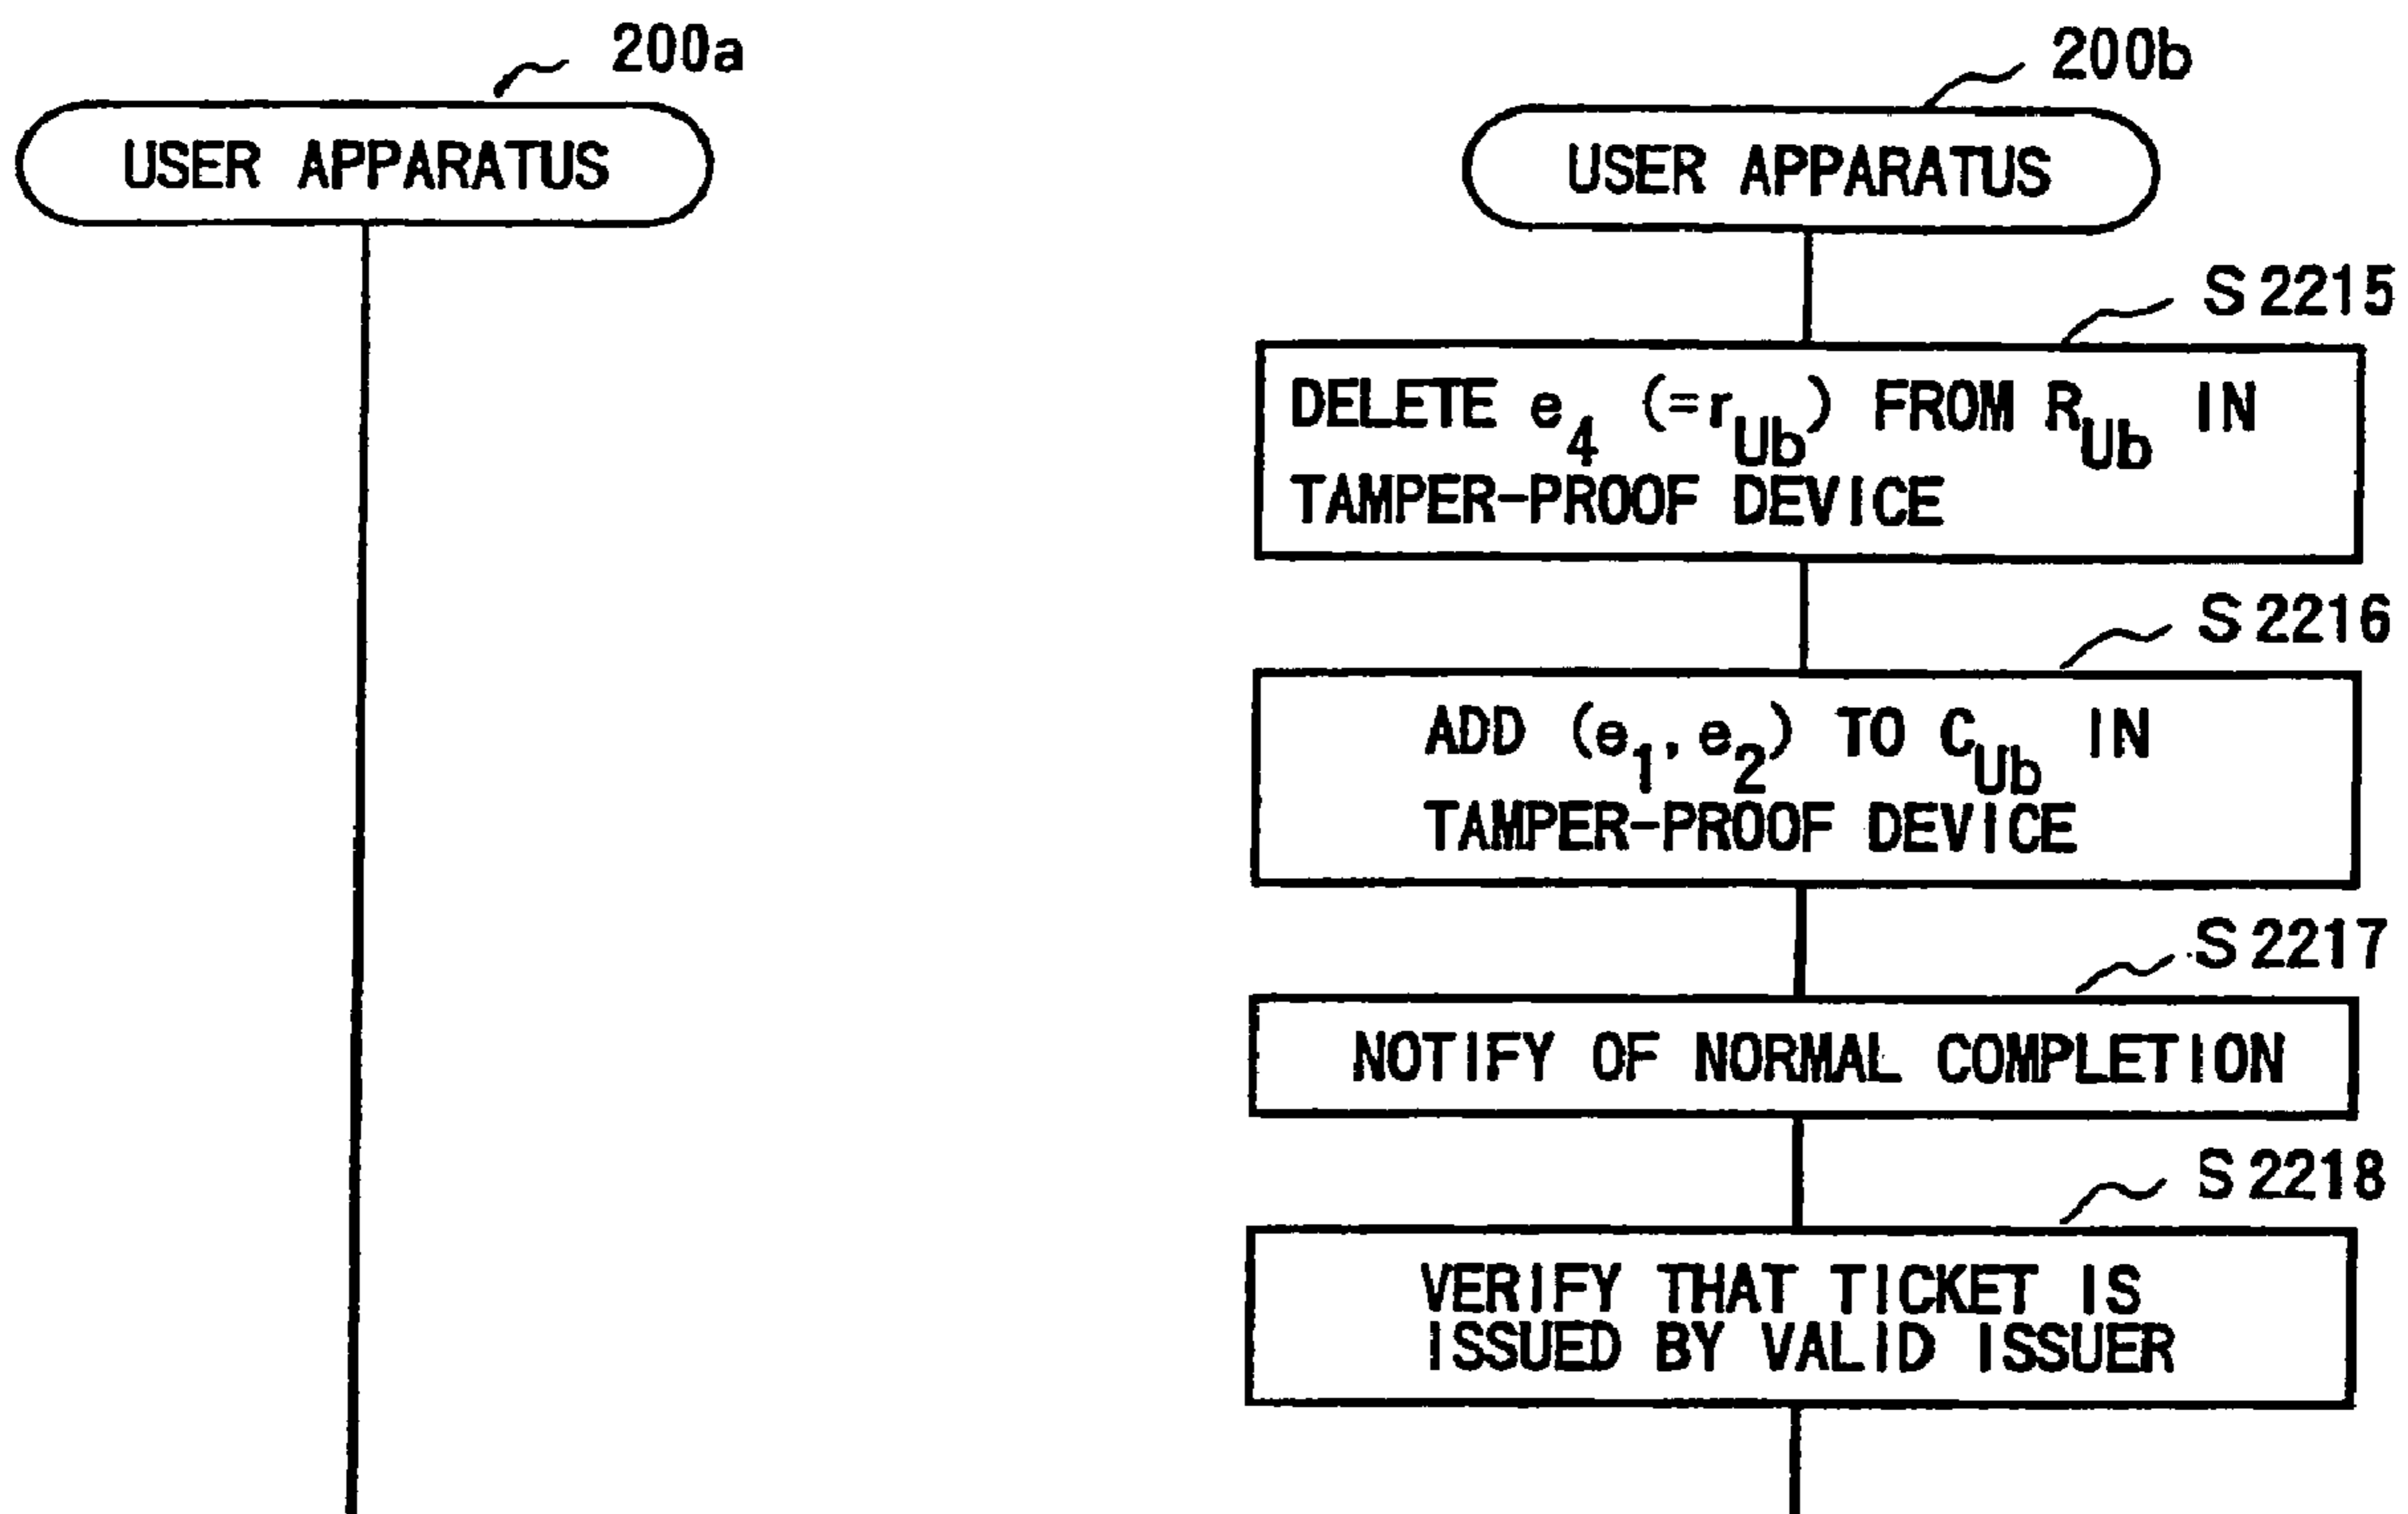 200a
USER APPARATUS
200b
USER APPARATUS
S2215
DELETE e4 (=rUb) FROM RUb IN
TAMPER-PROOF DEVICE
S2216
ADD (e1, e2) TO CUb IN
TAMPER-PROOF DEVICE
S2217
NOTIFY OF NORMAL COMPLETION
S2218
VERIFY THAT TICKET IS
ISSUED BY VALID ISSUER